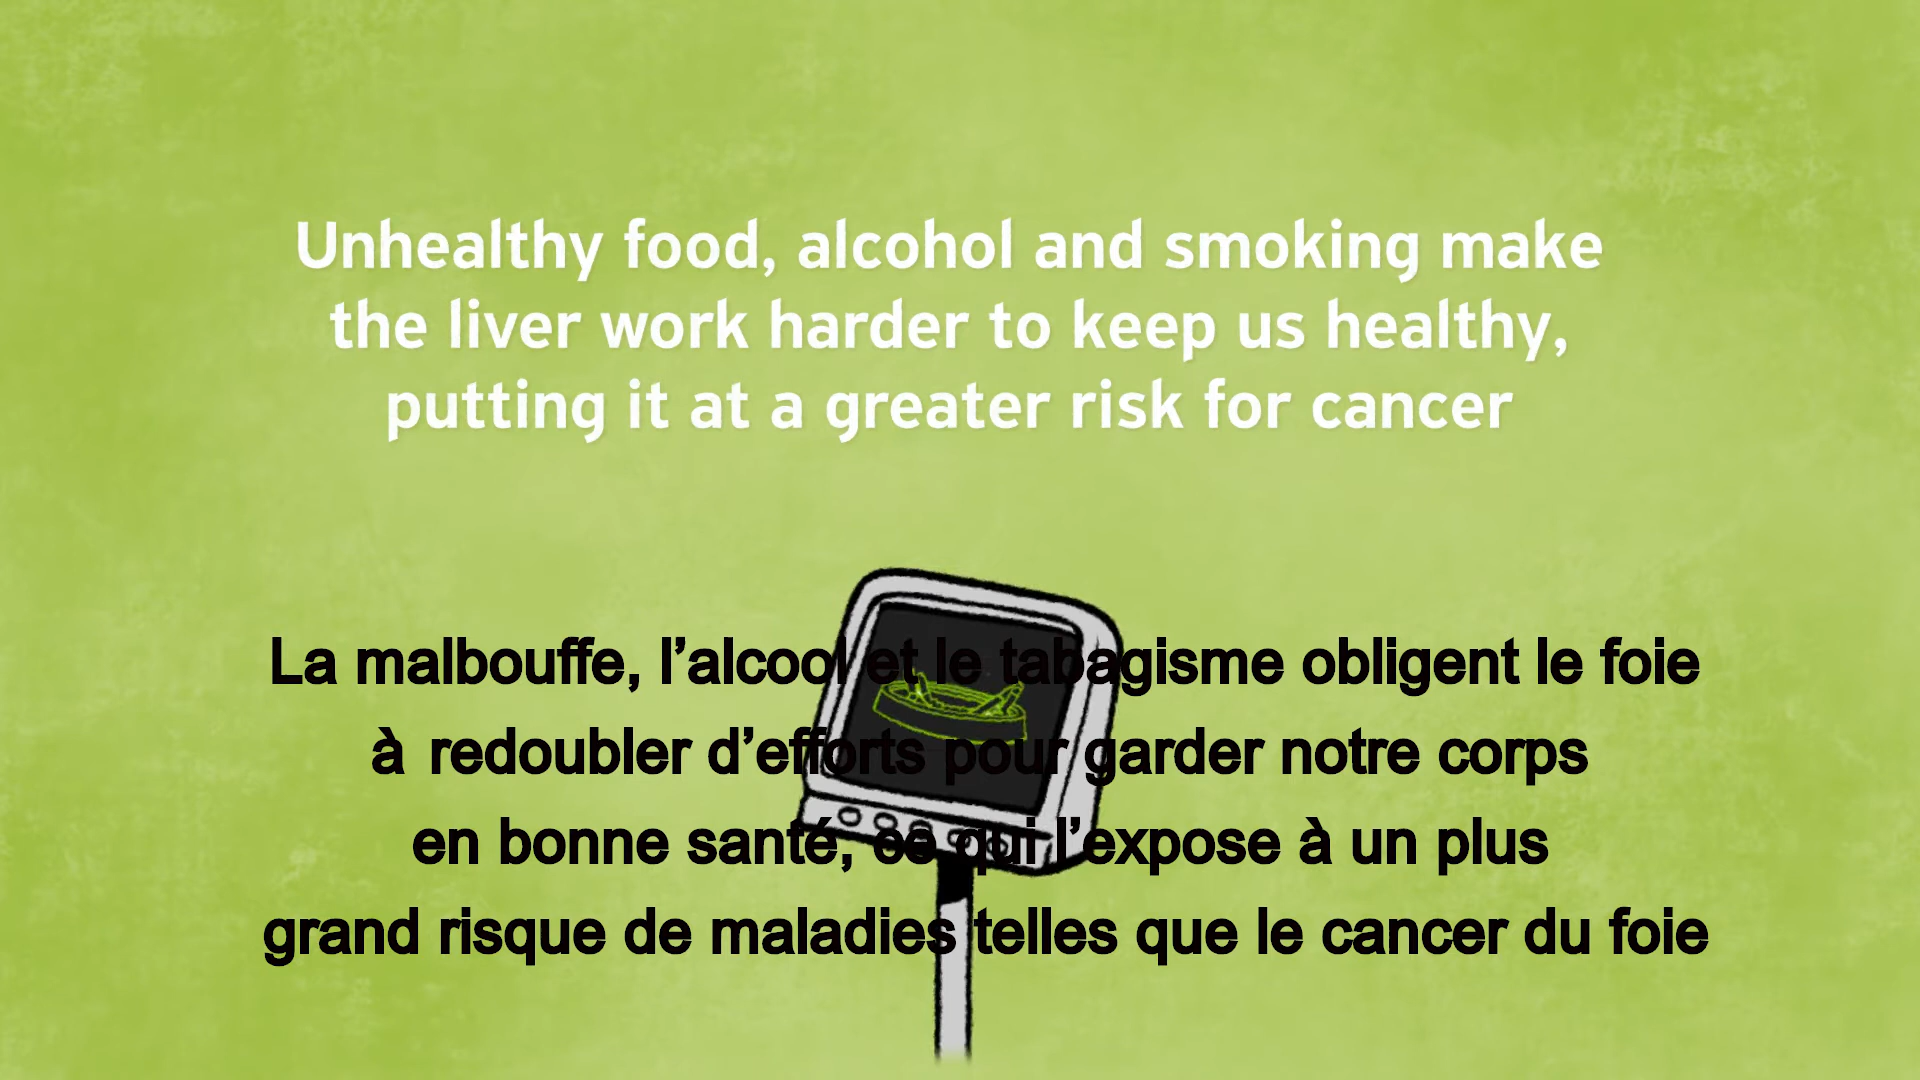 Unhealthy food, alcohol and smoking make
the liver work harder to keep us healthy,
putting it at a greater risk for cancer
La malbouffe, l’alcool et le tabagisme obligent le foie
à redoubler d’efforts pour garder notre corps
en bonne santé, ce qui l’expose à un plus
grand risque de maladies telles que le cancer du foie